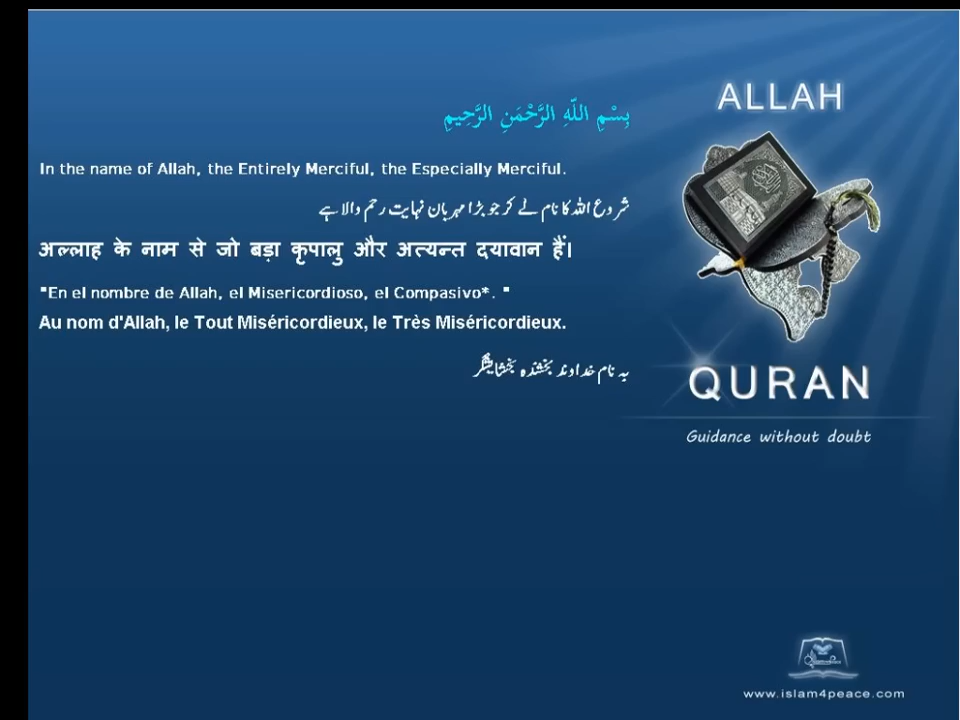 بِسْمِ اللَّهِ الرَّحْمَنِ الرَّحِيمِ
In the name of Allah, the Entirely Merciful, the Especially Merciful.
شروع الله کا نام لے کر جو بڑا مہربان نہایت رحم والا ہے
अल्लाह के नाम से जो बड़ा कृपालु और अत्यन्त दयावान हैं।
"En el nombre de Allah, el Misericordioso, el Compasivo*. "
Au nom d'Allah, le Tout Miséricordieux, le Très Miséricordieux.
به نام خداوند بخشنده بخشایشگر
ALLAH
QURAN
Guidance without doubt
www.islam4peace.com